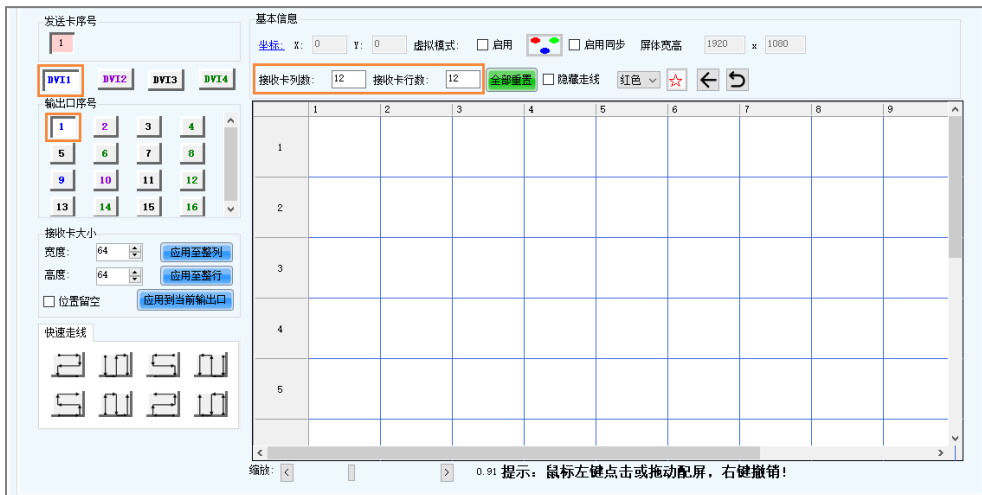 发送卡序号
1
DVI1 DVI2 DVI3 DVI4
输出口序号
1 2 3 4
5 6 7 8
9 10 11 12
13 14 15 16
接收卡大小
宽度: 64 应用至整列
高度: 64 应用至整行
位置留空 应用到当前输出口
快速走线
基本信息
坐标: X: 0 Y: 0 虚拟模式: 启用 启用同步 屏体宽高 1920 x 1080
接收卡列数: 12 接收卡行数: 12 全部重置 隐藏走线 红色
1 2 3 4 5 6 7 8 9
1
2
3
4
5
缩放: 0.91 提示: 鼠标左键点击或拖动配屏, 右键撤销!